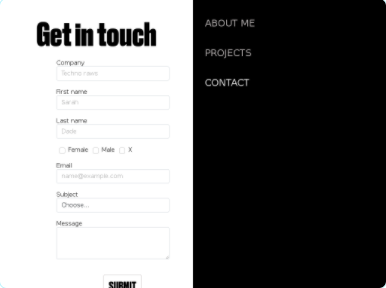 Get in touch
Company
Techno raws
First name
Sarah
Last name
Dede
Female Male X
Email
name@example.com
Subject
Choose...
Message
SUBMIT
ABOUT ME
PROJECTS
CONTACT